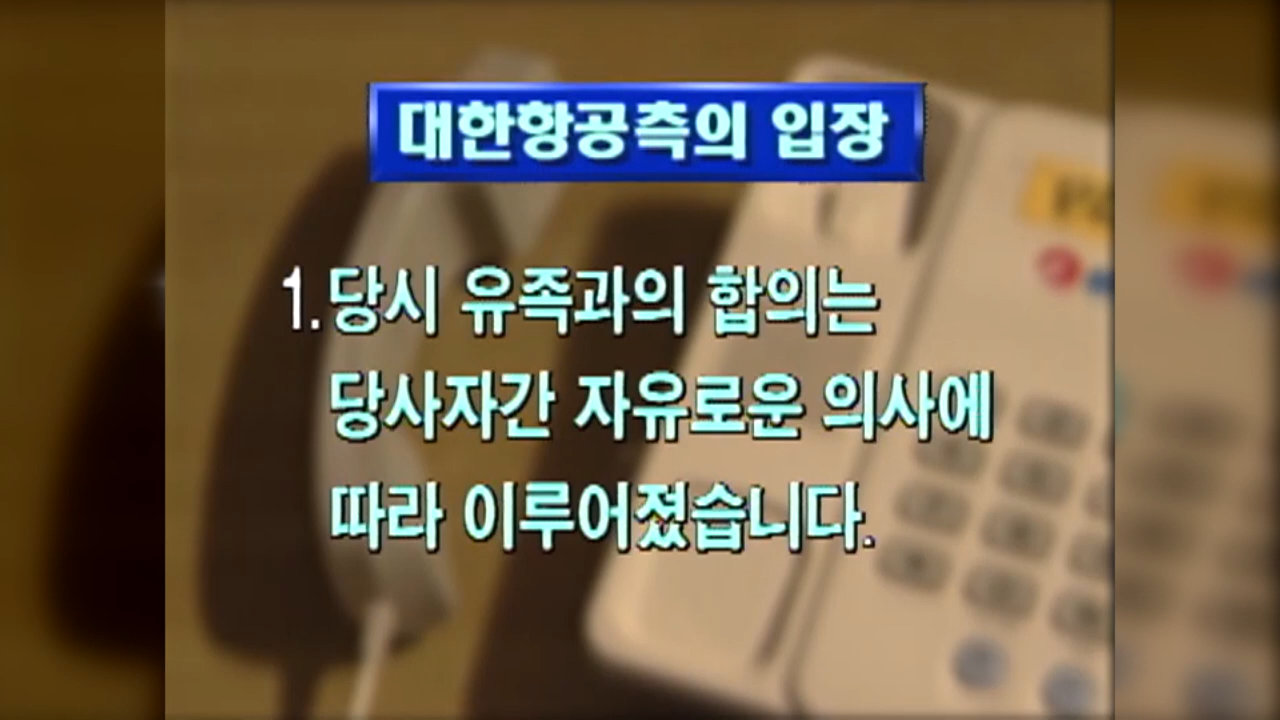 대한항공측의 입장
1. 당시 유족과의 합의는
당사자간 자유로운 의사에
따라 이루어졌습니다.